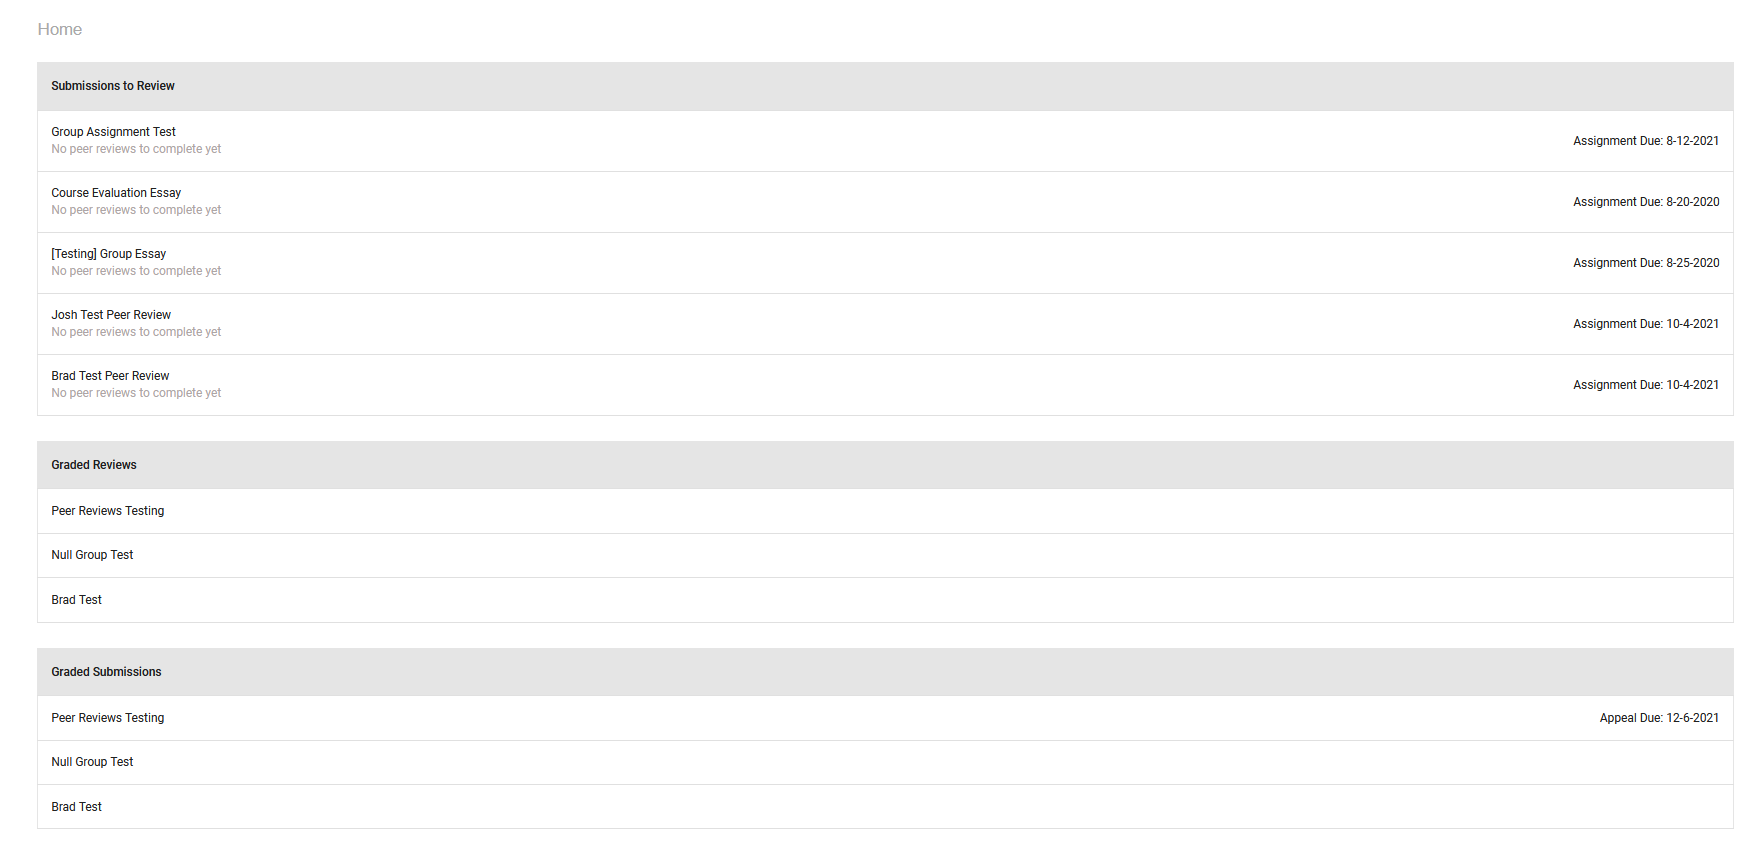 Home
Submissions to Review
Group Assignment Test
No peer reviews to complete yet
Assignment Due: 8-12-2021
Course Evaluation Essay
No peer reviews to complete yet
Assignment Due: 8-20-2020
[Testing] Group Essay
No peer reviews to complete yet
Assignment Due: 8-25-2020
Josh Test Peer Review
No peer reviews to complete yet
Assignment Due: 10-4-2021
Brad Test Peer Review
No peer reviews to complete yet
Assignment Due: 10-4-2021
Graded Reviews
Peer Reviews Testing
Null Group Test
Brad Test
Graded Submissions
Peer Reviews Testing
Appeal Due: 12-6-2021
Null Group Test
Brad Test